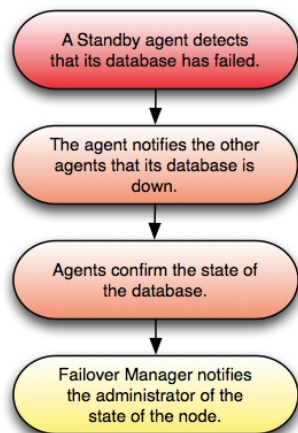 A Standby agent detects
that its database has failed.
The agent notifies the other
agents that its database is
down.
Agents confirm the state of
the database.
Failover Manager notifies
the administrator of the
state of the node.